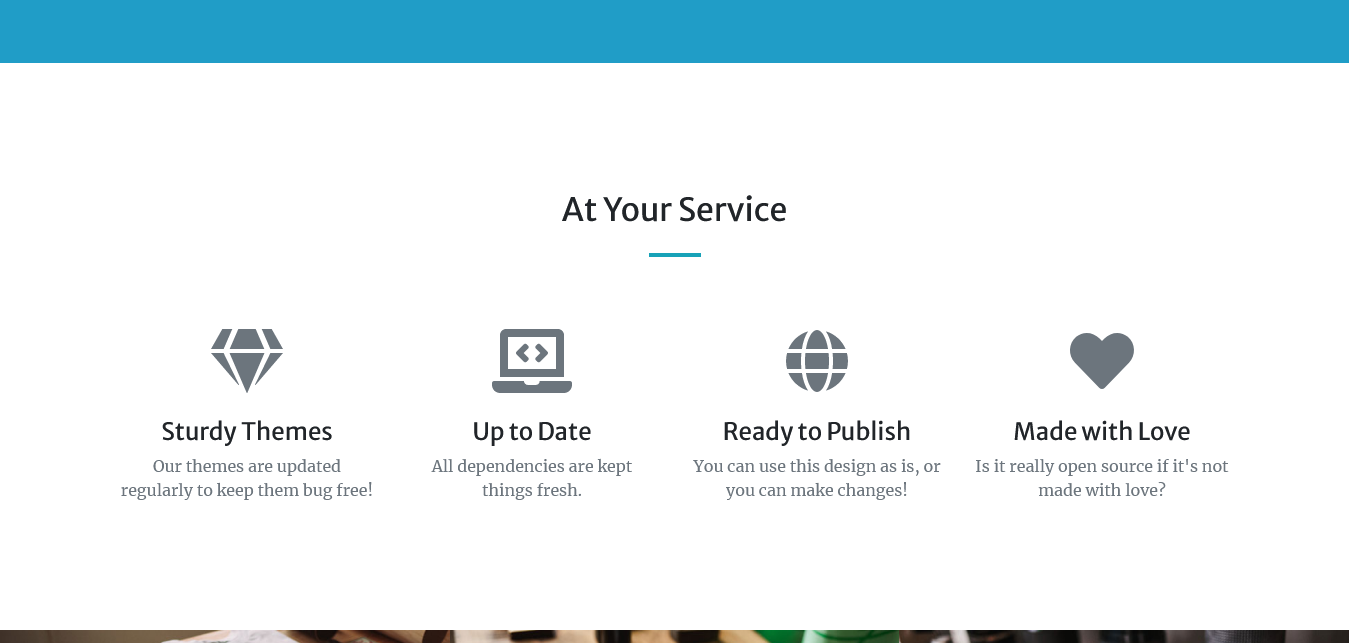 At Your Service
Sturdy Themes
Our themes are updated
regularly to keep them bug free!
Up to Date
All dependencies are kept
things fresh.
Ready to Publish
You can use this design as is, or
you can make changes!
Made with Love
Is it really open source if it's not
made with love?